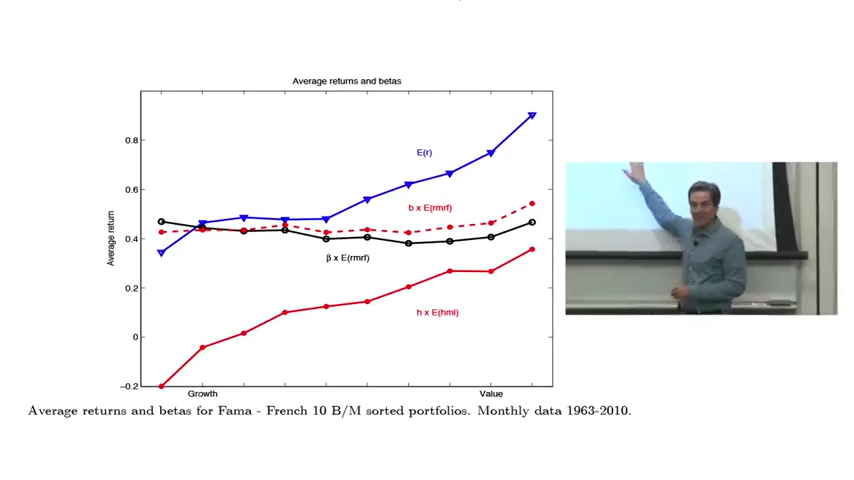 Average returns and betas
Average return
0.8
0.6
0.4
0.2
0
−0.2
E(r)
b x E(rmrf)
β x E(rmrf)
h x E(hml)
Growth
Value
Average returns and betas for Fama - French 10 B/M sorted portfolios. Monthly data 1963-2010.